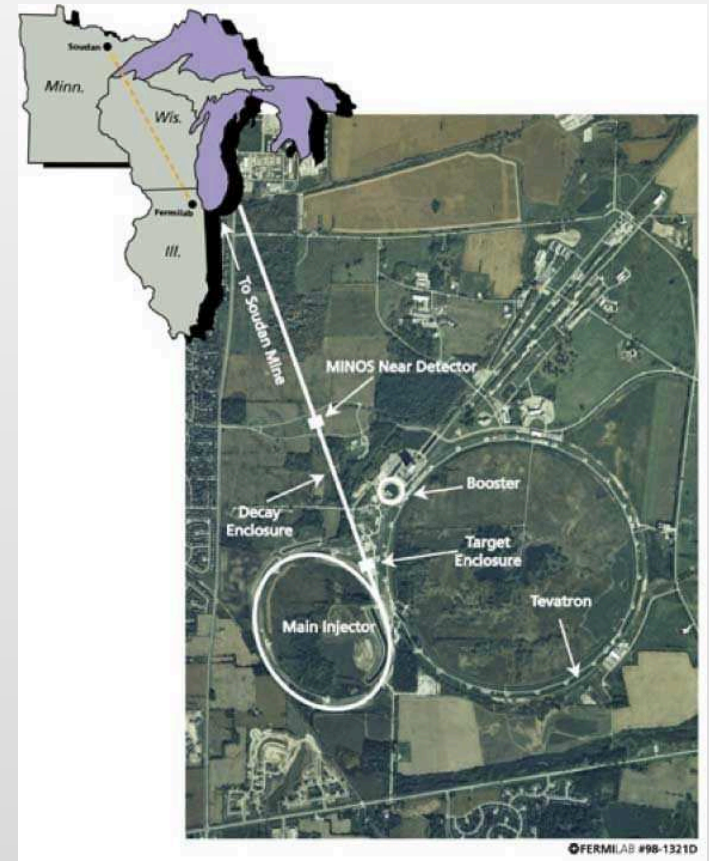 Soudan
Minn.
Wis.
Fermilab
Ill.
To Soudan Mine
MINOS Near Detector
Booster
Decay
Enclosure
Target
Enclosure
Tevatron
Main Injector
FERMILAB #98-1321D